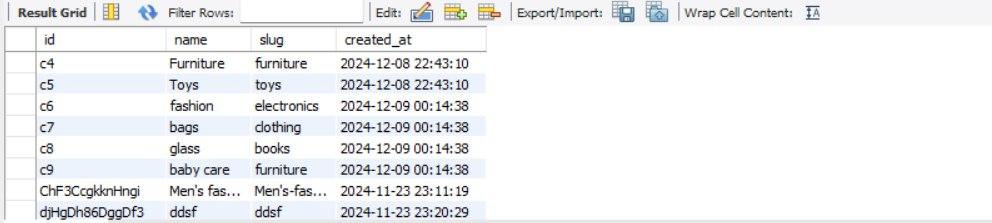 Result Grid Filter Rows: Edit: Export/Import: Wrap Cell Content:
id name slug created_at
c4 Furniture furniture 2024-12-08 22:43:10
c5 Toys toys 2024-12-08 22:43:10
c6 fashion electronics 2024-12-09 00:14:38
c7 bags clothing 2024-12-09 00:14:38
c8 glass books 2024-12-09 00:14:38
c9 baby care furniture 2024-12-09 00:14:38
ChF3CcgkknHngi Men's fas... Men's-fas... 2024-11-23 23:11:19
djHgDh86DggDf3 ddsf ddsf 2024-11-23 23:20:29